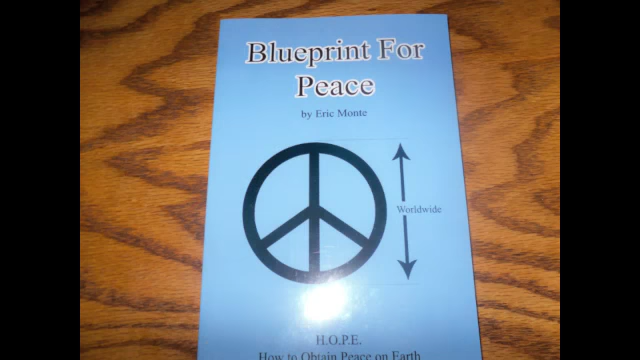 Blueprint For
Peace
by Eric Monte
Worldwide
H.O.P.E.
How to Obtain Peace on Earth